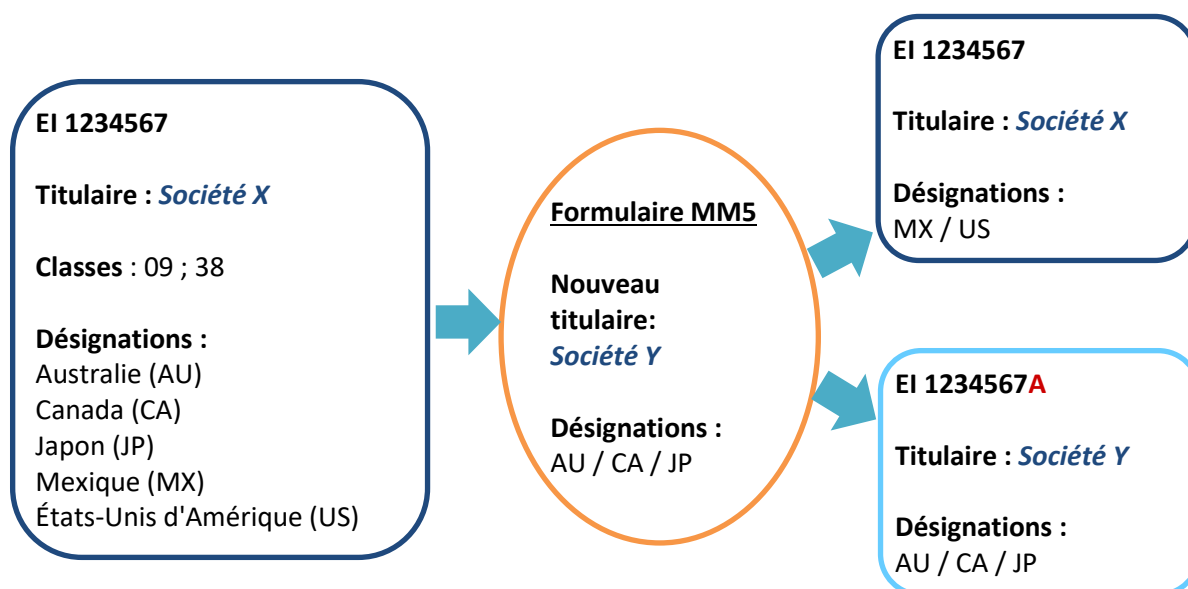 EI 1234567
Titulaire : Société X
Classes : 09 ; 38
Désignations :
Australie (AU)
Canada (CA)
Japon (JP)
Mexique (MX)
États-Unis d'Amérique (US)
Formulaire MM5
Nouveau
titulaire:
Société Y
Désignations :
AU / CA / JP
EI 1234567
Titulaire : Société X
Désignations :
MX / US
EI 1234567A
Titulaire : Société Y
Désignations :
AU / CA / JP